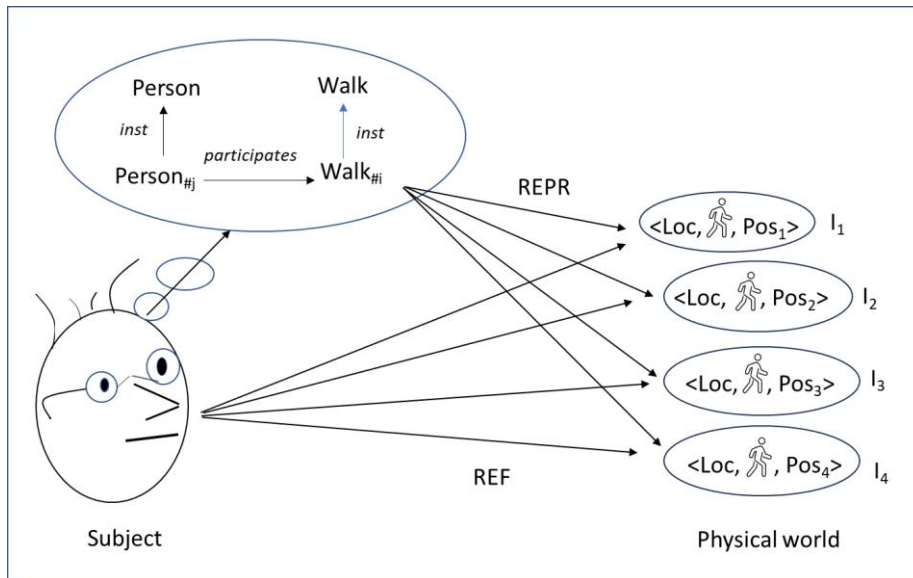 Person Walk
inst inst
participates
Person#j Walk#i
REPR
<Loc, , Pos1> I1
<Loc, , Pos2> I2
<Loc, , Pos3> I3
<Loc, , Pos4> I4
REF
Subject Physical world